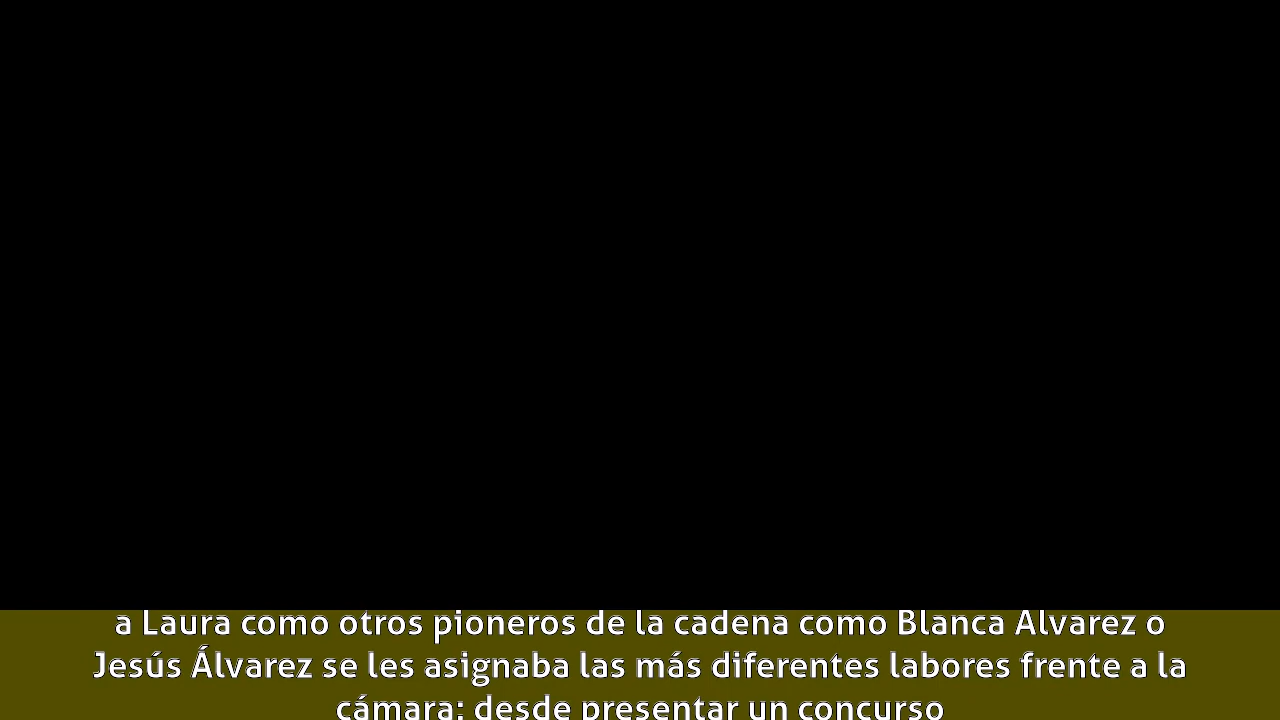 a Laura como otros pioneros de la cadena como Blanca Álvarez o
Jesús Álvarez se les asignaba las más diferentes labores frente a la
cámara: desde presentar un concurso